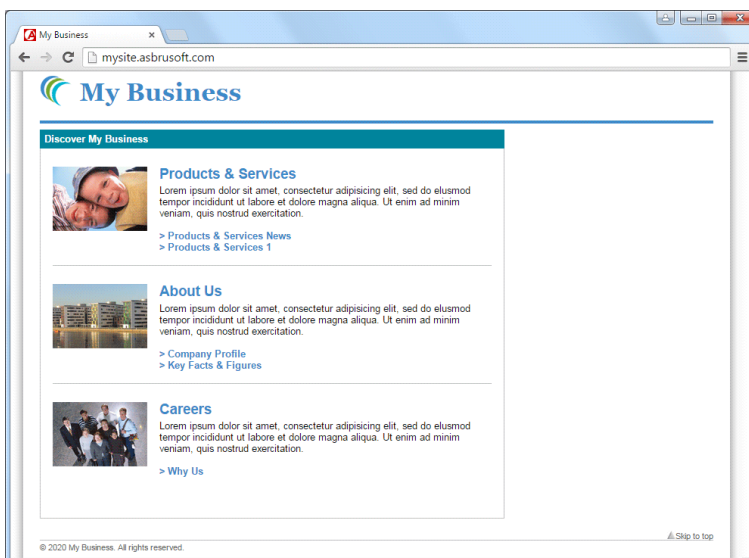 My Business
mysite.asbrusoft.com
My Business
Discover My Business
Products & Services
Lorem ipsum dolor sit amet, consectetur adipisicing elit, sed do elusmod
tempor incididunt ut labore et dolore magna aliqua. Ut enim ad minim
veniam, quis nostrud exercitation.
> Products & Services News
> Products & Services 1
About Us
Lorem ipsum dolor sit amet, consectetur adipisicing elit, sed do elusmod
tempor incididunt ut labore et dolore magna aliqua. Ut enim ad minim
veniam, quis nostrud exercitation.
> Company Profile
> Key Facts & Figures
Careers
Lorem ipsum dolor sit amet, consectetur adipisicing elit, sed do elusmod
tempor incididunt ut labore et dolore magna aliqua. Ut enim ad minim
veniam, quis nostrud exercitation.
> Why Us
Skip to top
© 2020 My Business. All rights reserved.